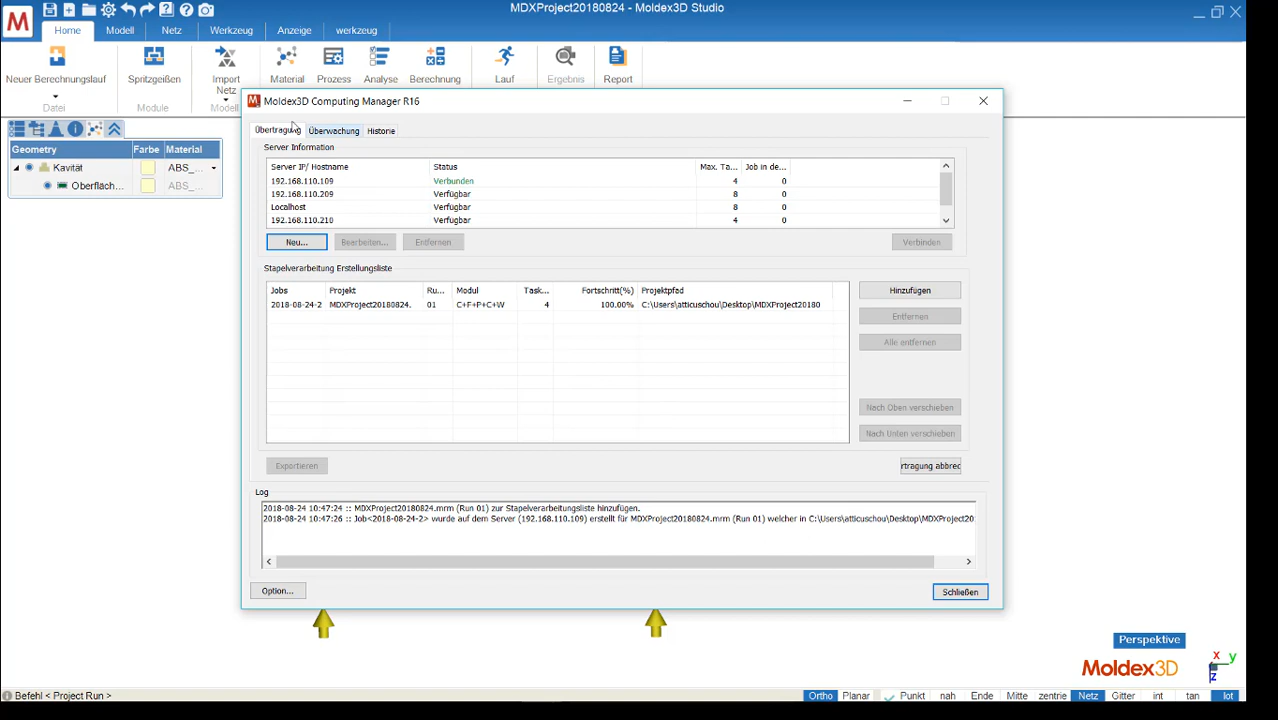 MDXProject20180824 - Moldex3D Studio
Home Modell Netz Werkzeug Anzeige werkzeug
Neuer Berechnungslauf Spritzgeißen Import Netz Material Prozess Analyse Berechnung Lauf Ergebnis Report
Datei Module Modell
Moldex3D Computing Manager R16
Übertragung Überwachung Historie
Geometry Farbe Material
Kavität ABS_...
Oberfläch... ABS_...
Server Information
Server IP/ Hostname Status Max. Ta... Job in de...
192.168.110.109 Verbunden 4 0
192.168.110.209 Verfügbar 8 0
Localhost Verfügbar 8 0
192.168.110.210 Verfügbar 4 0
Neu... Bearbeiten... Entfernen Verbinden
Stapelverarbeitung Erstellungsliste
Jobs Projekt Ru... Modul Task... Fortschritt(%) Projektpfad
2018-08-24-2 MDXProject20180824. 01 C+F+P+C+W 4 100.00% C:\Users\atticuschou\Desktop\MDXProject20180
Hinzufügen
Entfernen
Alle entfernen
Nach Oben verschieben
Nach Unten verschieben
Exportieren rtragung abbrec
Log
2018-08-24 10:47:24 :: MDXProject20180824.mrm (Run 01) zur Stapelverarbeitungsliste hinzufügen.
2018-08-24 10:47:26 :: Job<2018-08-24-2> wurde auf dem Server (192.168.110.109) erstellt für MDXProject20180824.mrm (Run 01) welcher in C:\Users\atticuschou\Desktop\MDXProject20
Option... Schließen
Perspektive
x y z
Moldex3D
Befehl < Project Run >
Ortho Planar Punkt nah Ende Mitte zentrie Netz Gitter int tan lot